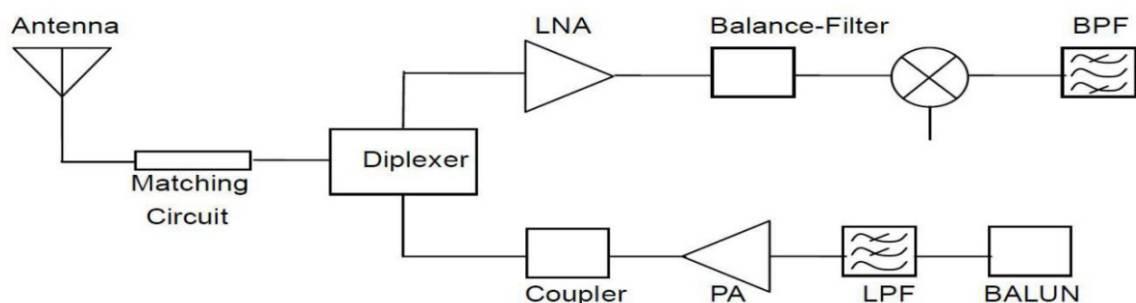 Antenna
LNA
Balance-Filter
BPF
Diplexer
Matching
Circuit
Coupler
PA
LPF
BALUN